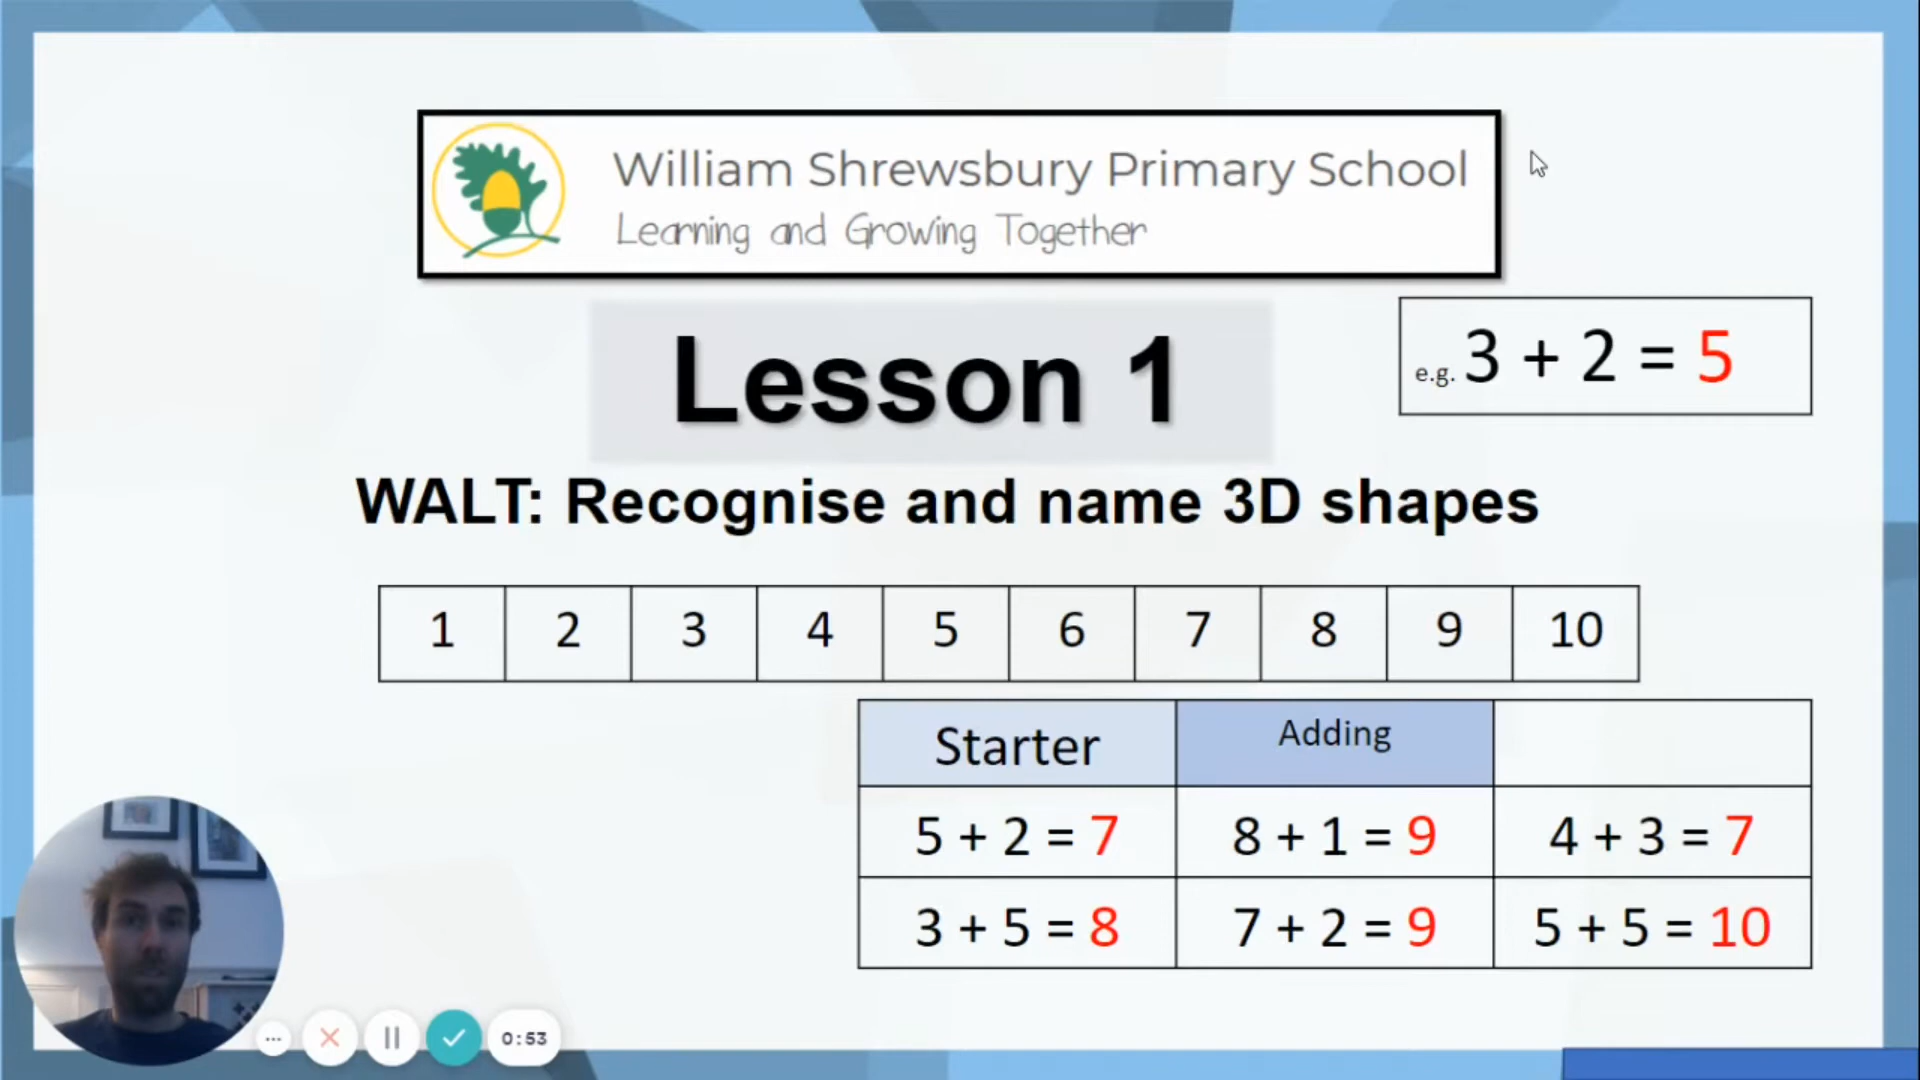 William Shrewsbury Primary School
Learning and Growing Together
Lesson 1
e.g. 3 + 2 = 5
WALT: Recognise and name 3D shapes
1 2 3 4 5 6 7 8 9 10
Starter Adding
5 + 2 = 7 8 + 1 = 9 4 + 3 = 7
3 + 5 = 8 7 + 2 = 9 5 + 5 = 10
0:53